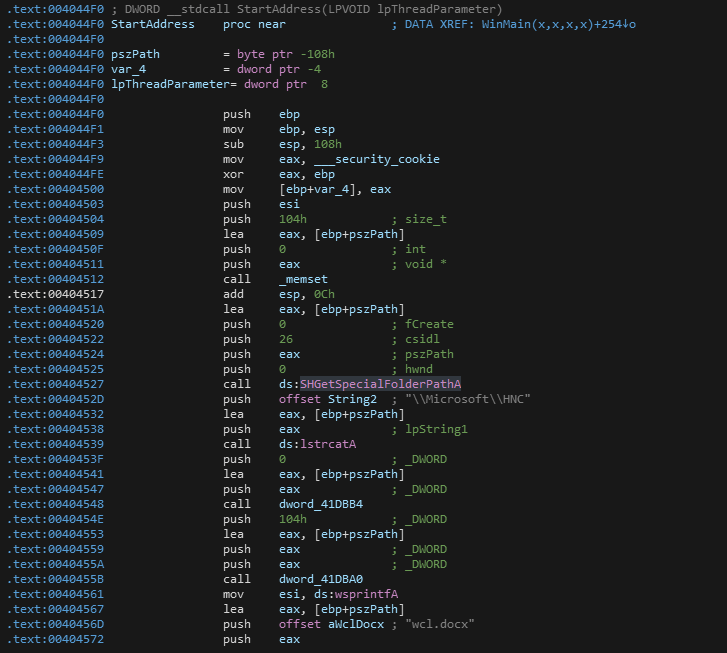 .text:004044F0 ; DWORD __stdcall StartAddress(LPVOID lpThreadParameter)
.text:004044F0 StartAddress    proc near               ; DATA XREF: WinMain(x,x,x,x)+254↓o
.text:004044F0
.text:004044F0 pszPath         = byte ptr -108h
.text:004044F0 var_4           = dword ptr -4
.text:004044F0 lpThreadParameter= dword ptr  8
.text:004044F0
.text:004044F0                 push    ebp
.text:004044F1                 mov     ebp, esp
.text:004044F3                 sub     esp, 108h
.text:004044F9                 mov     eax, ___security_cookie
.text:004044FE                 xor     eax, ebp
.text:00404500                 mov     [ebp+var_4], eax
.text:00404503                 push    esi
.text:00404504                 push    104h            ; size_t
.text:00404509                 lea     eax, [ebp+pszPath]
.text:0040450F                 push    0               ; int
.text:00404511                 push    eax             ; void *
.text:00404512                 call    _memset
.text:00404517                 add     esp, 0Ch
.text:0040451A                 lea     eax, [ebp+pszPath]
.text:00404520                 push    0               ; fCreate
.text:00404522                 push    26              ; csidl
.text:00404524                 push    eax             ; pszPath
.text:00404525                 push    0               ; hwnd
.text:00404527                 call    ds:SHGetSpecialFolderPathA
.text:0040452D                 push    offset String2  ; "\\Microsoft\\HNC"
.text:00404532                 lea     eax, [ebp+pszPath]
.text:00404538                 push    eax             ; lpString1
.text:00404539                 call    ds:lstrcatA
.text:0040453F                 push    0               ; _DWORD
.text:00404541                 lea     eax, [ebp+pszPath]
.text:00404547                 push    eax             ; _DWORD
.text:00404548                 call    dword_41DBB4
.text:0040454E                 push    104h            ; _DWORD
.text:00404553                 lea     eax, [ebp+pszPath]
.text:00404559                 push    eax             ; _DWORD
.text:0040455A                 push    eax             ; _DWORD
.text:0040455B                 call    dword_41DBA0
.text:00404561                 mov     esi, ds:wsprintfA
.text:00404567                 lea     eax, [ebp+pszPath]
.text:0040456D                 push    offset aWclDocx ; "wcl.docx"
.text:00404572                 push    eax